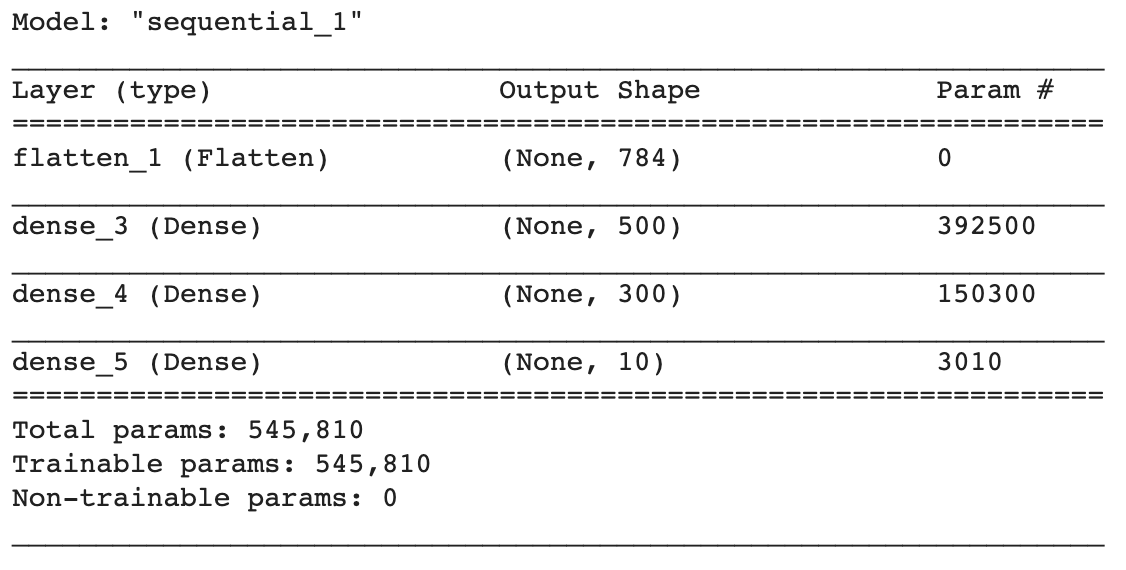 Model: "sequential_1"
Layer (type) Output Shape Param #
flatten_1 (Flatten) (None, 784) 0
dense_3 (Dense) (None, 500) 392500
dense_4 (Dense) (None, 300) 150300
dense_5 (Dense) (None, 10) 3010
Total params: 545,810
Trainable params: 545,810
Non-trainable params: 0